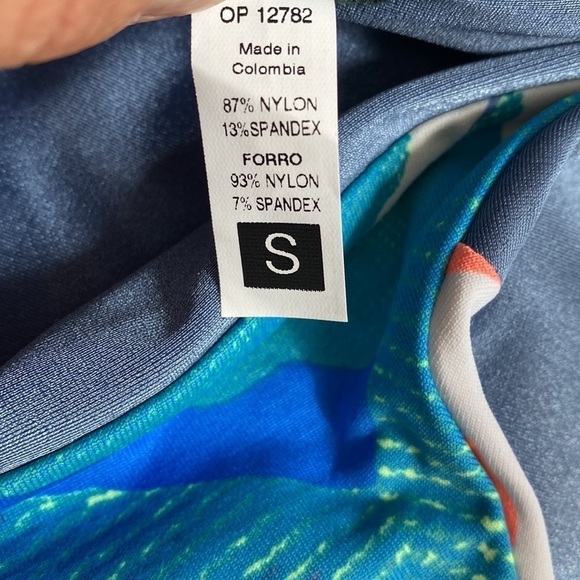 OP 12782
Made in
Colombia
87% NYLON
13%SPANDEX
FORRO
93% NYLON
7% SPANDEX
S